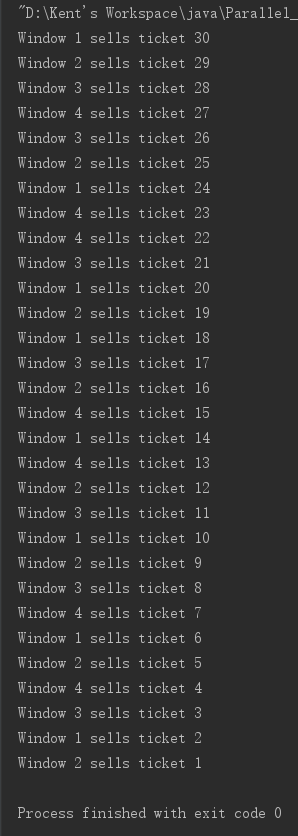 "D:\Kent's Workspace\java\Parallel_
Window 1 sells ticket 30
Window 2 sells ticket 29
Window 3 sells ticket 28
Window 4 sells ticket 27
Window 3 sells ticket 26
Window 2 sells ticket 25
Window 1 sells ticket 24
Window 4 sells ticket 23
Window 4 sells ticket 22
Window 3 sells ticket 21
Window 1 sells ticket 20
Window 2 sells ticket 19
Window 1 sells ticket 18
Window 3 sells ticket 17
Window 2 sells ticket 16
Window 4 sells ticket 15
Window 1 sells ticket 14
Window 4 sells ticket 13
Window 2 sells ticket 12
Window 3 sells ticket 11
Window 1 sells ticket 10
Window 2 sells ticket 9
Window 3 sells ticket 8
Window 4 sells ticket 7
Window 1 sells ticket 6
Window 2 sells ticket 5
Window 4 sells ticket 4
Window 3 sells ticket 3
Window 1 sells ticket 2
Window 2 sells ticket 1
Process finished with exit code 0